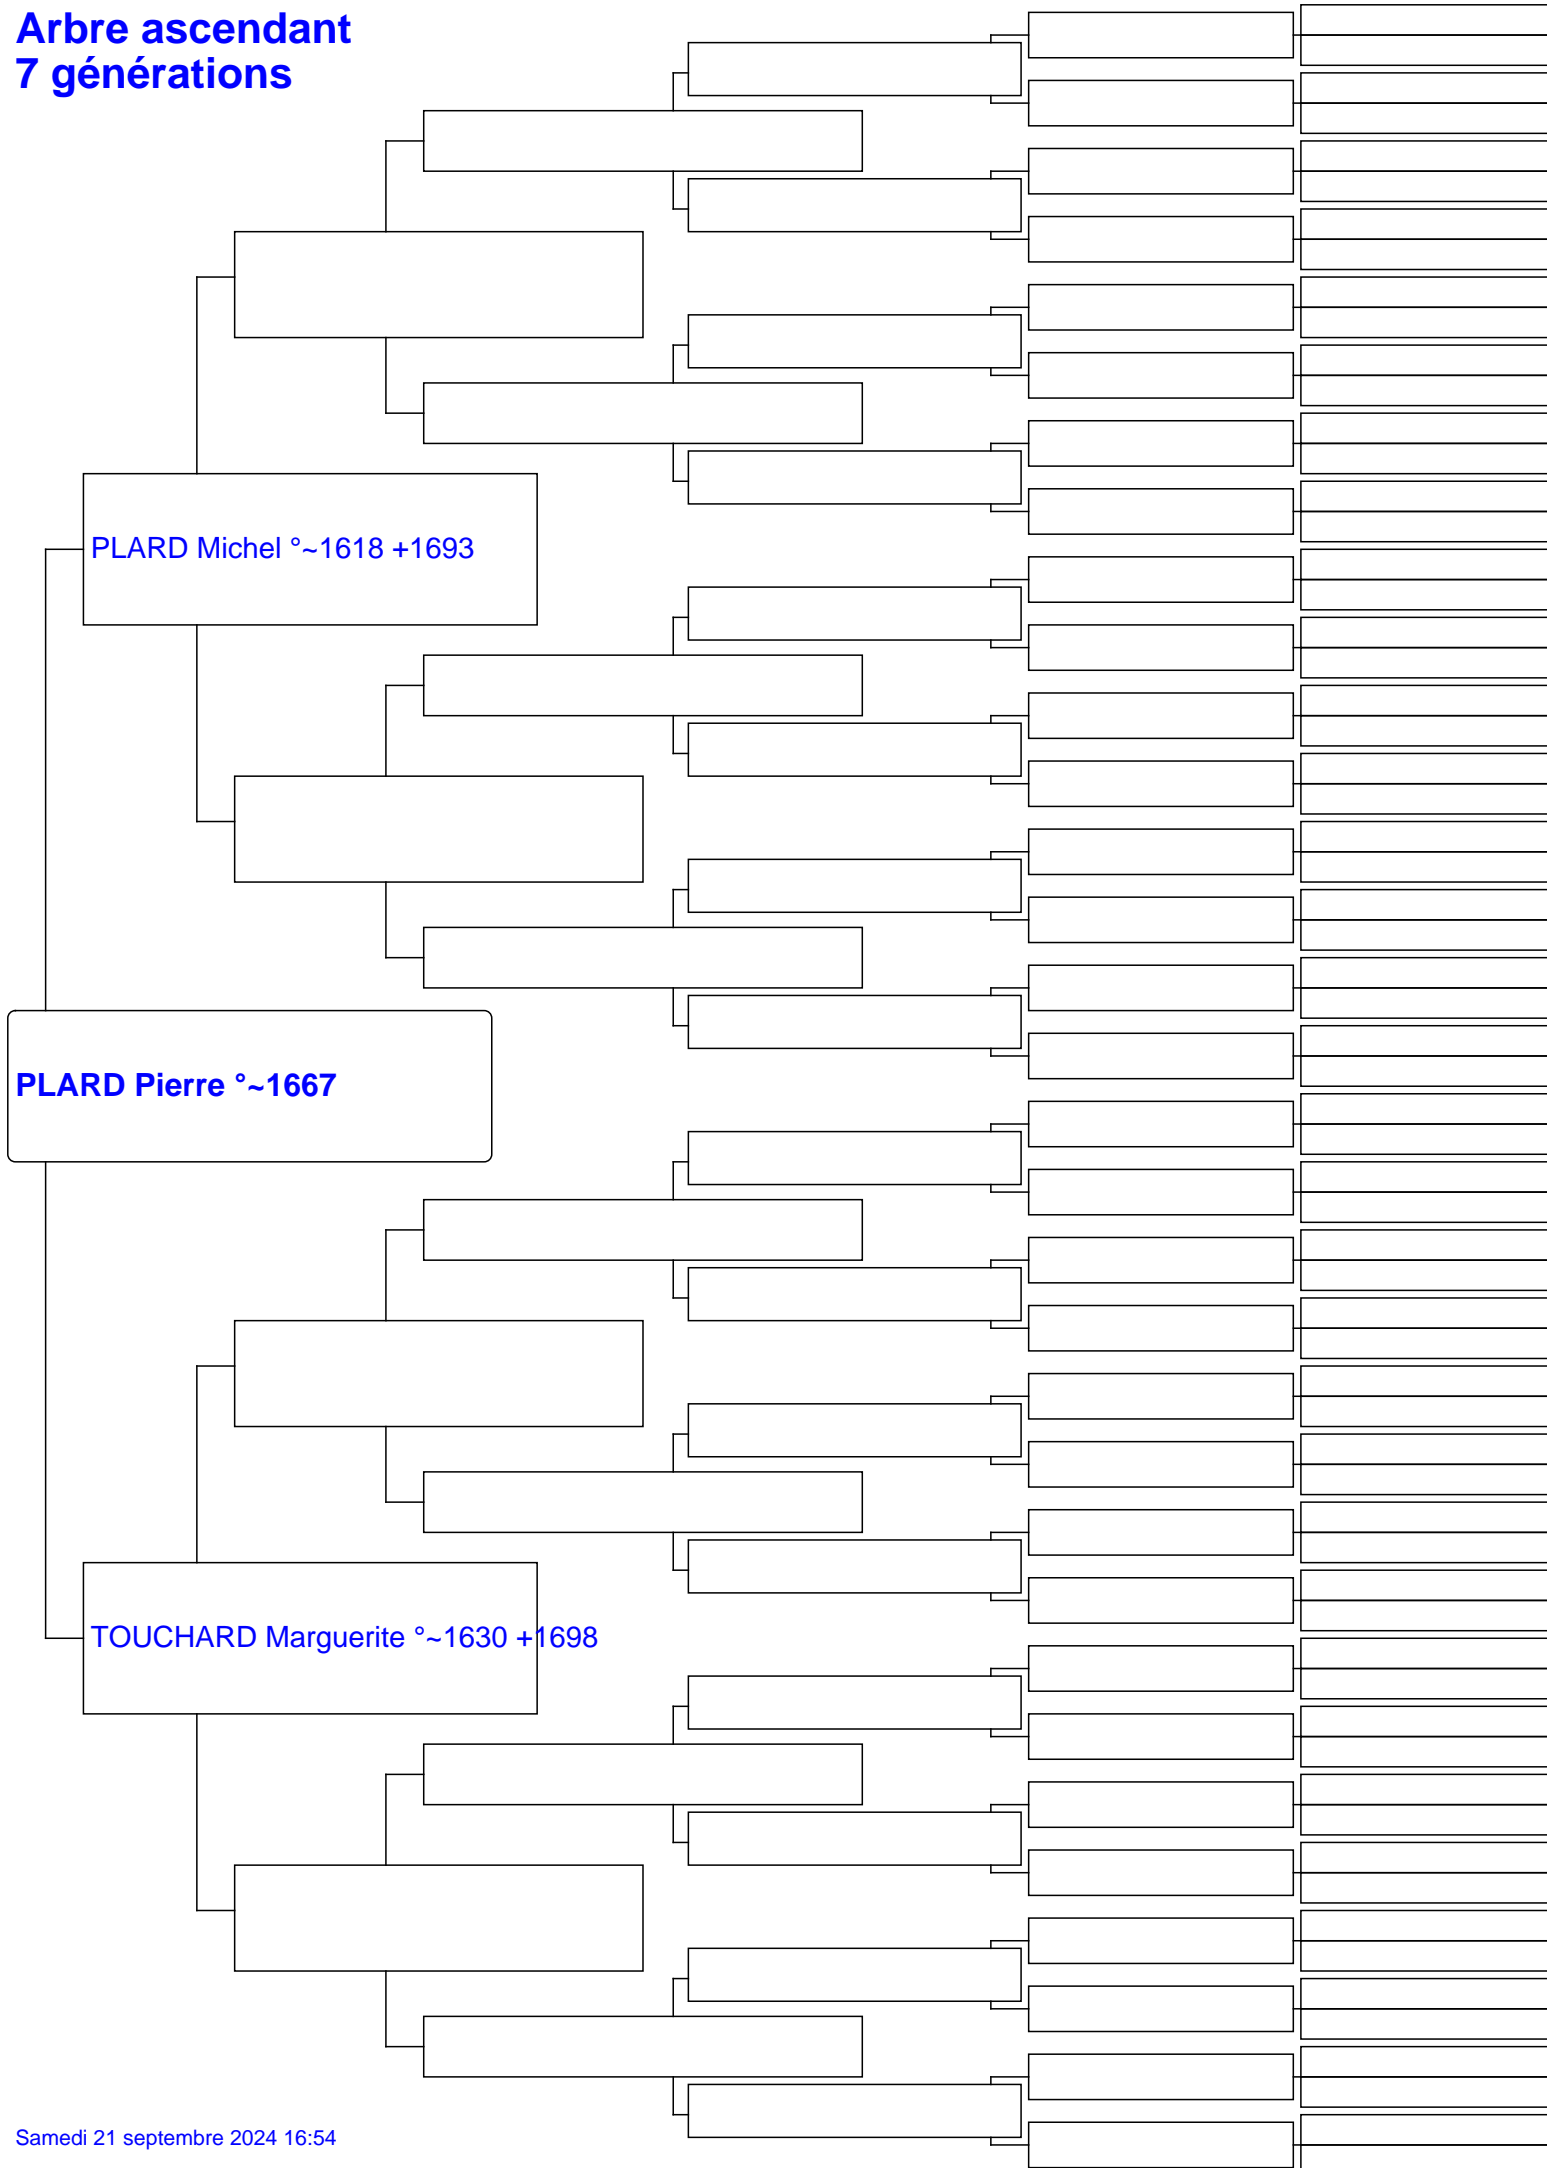 Arbre ascendant
7 générations
PLARD Michel °~1618 +1693
PLARD Pierre °~1667
TOUCHARD Marguerite °~1630 +1698
Samedi 21 septembre 2024 16:54